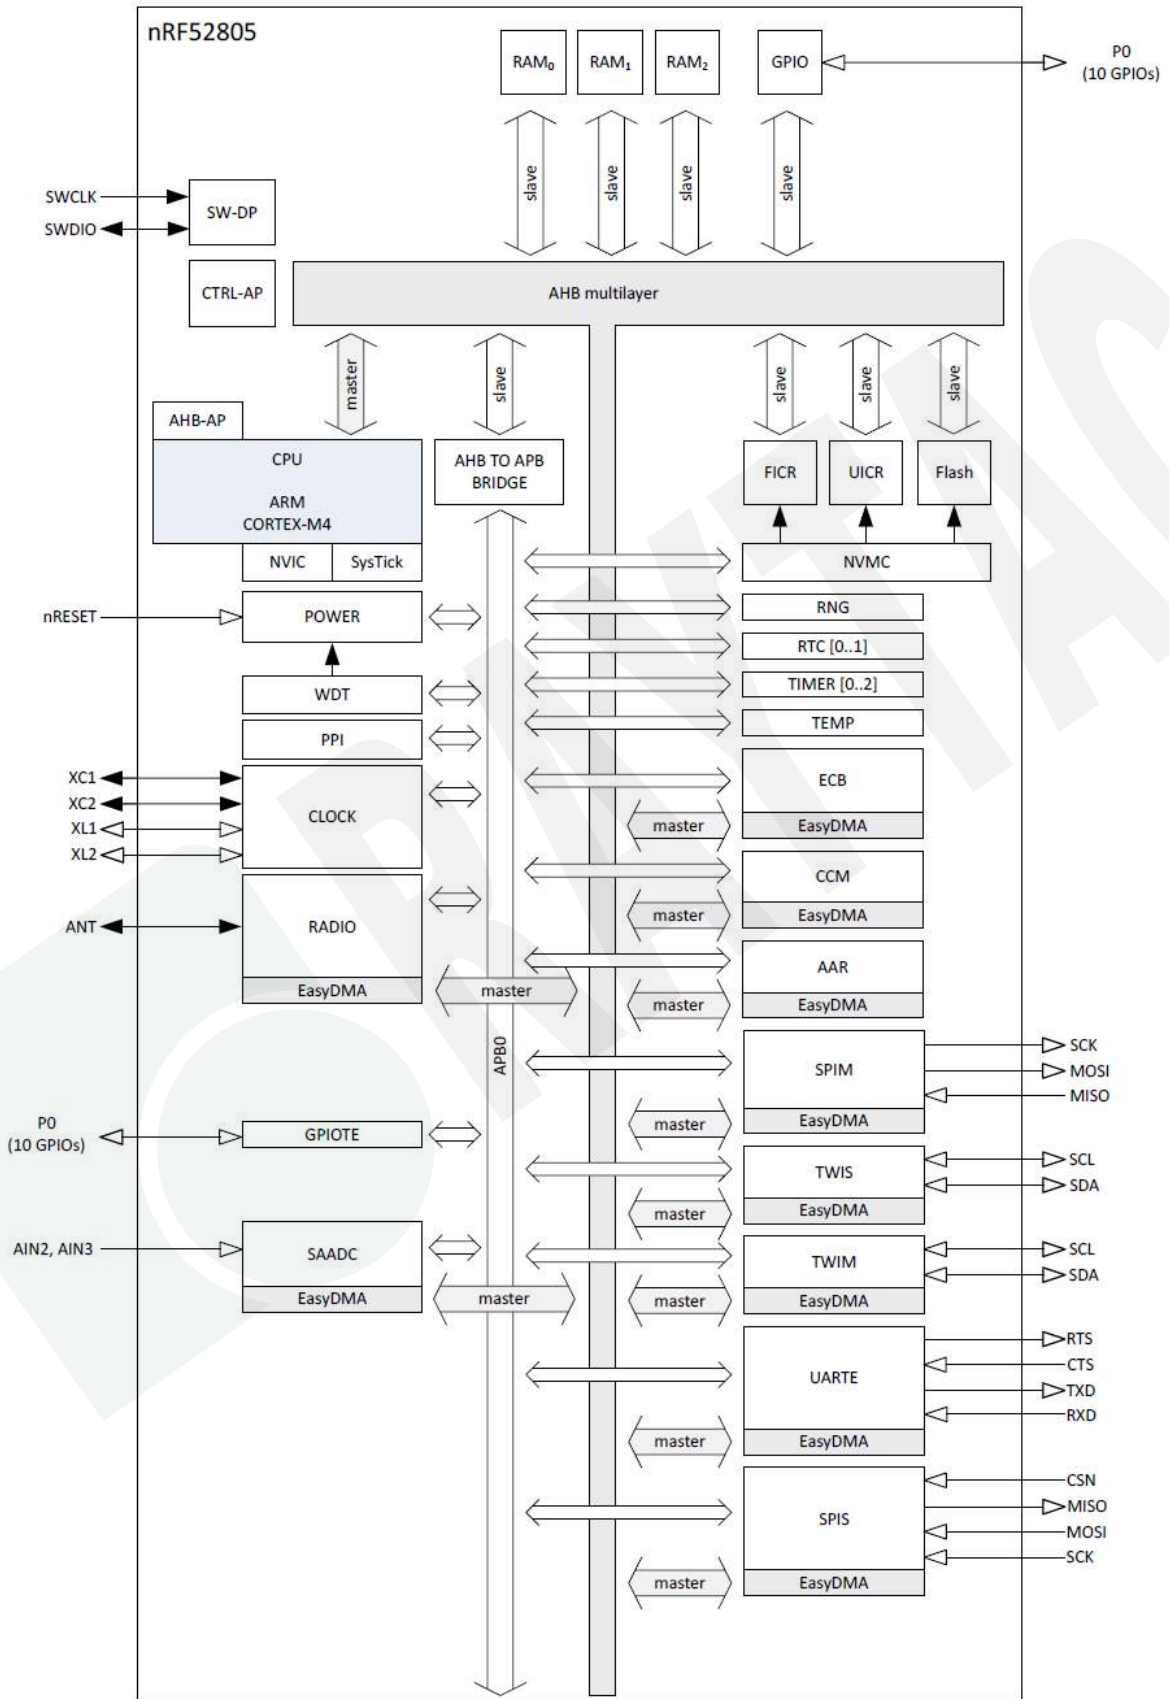 nRF52805
RAM0
RAM1
RAM2
GPIO
P0
(10 GPIOs)
slave
slave
slave
slave
SWCLK
SWDIO
SW-DP
CTRL-AP
AHB multilayer
master
slave
slave
slave
slave
AHB-AP
CPU
ARM
CORTEX-M4
NVIC
SysTick
AHB TO APB
BRIDGE
FICR
UICR
Flash
NVMC
nRESET
POWER
RNG
RTC [0..1]
WDT
TIMER [0..2]
PPI
TEMP
XC1
XC2
XL1
XL2
CLOCK
ECB
master
EasyDMA
CCM
master
EasyDMA
ANT
RADIO
EasyDMA
master
AAR
master
EasyDMA
APB0
SPIM
master
EasyDMA
SCK
MOSI
MISO
P0
(10 GPIOs)
GPIOTE
TWIS
master
EasyDMA
SCL
SDA
AIN2, AIN3
SAADC
EasyDMA
master
TWIM
master
EasyDMA
SCL
SDA
UARTE
master
EasyDMA
RTS
CTS
TXD
RXD
SPIS
master
EasyDMA
CSN
MISO
MOSI
SCK
RAYTAC